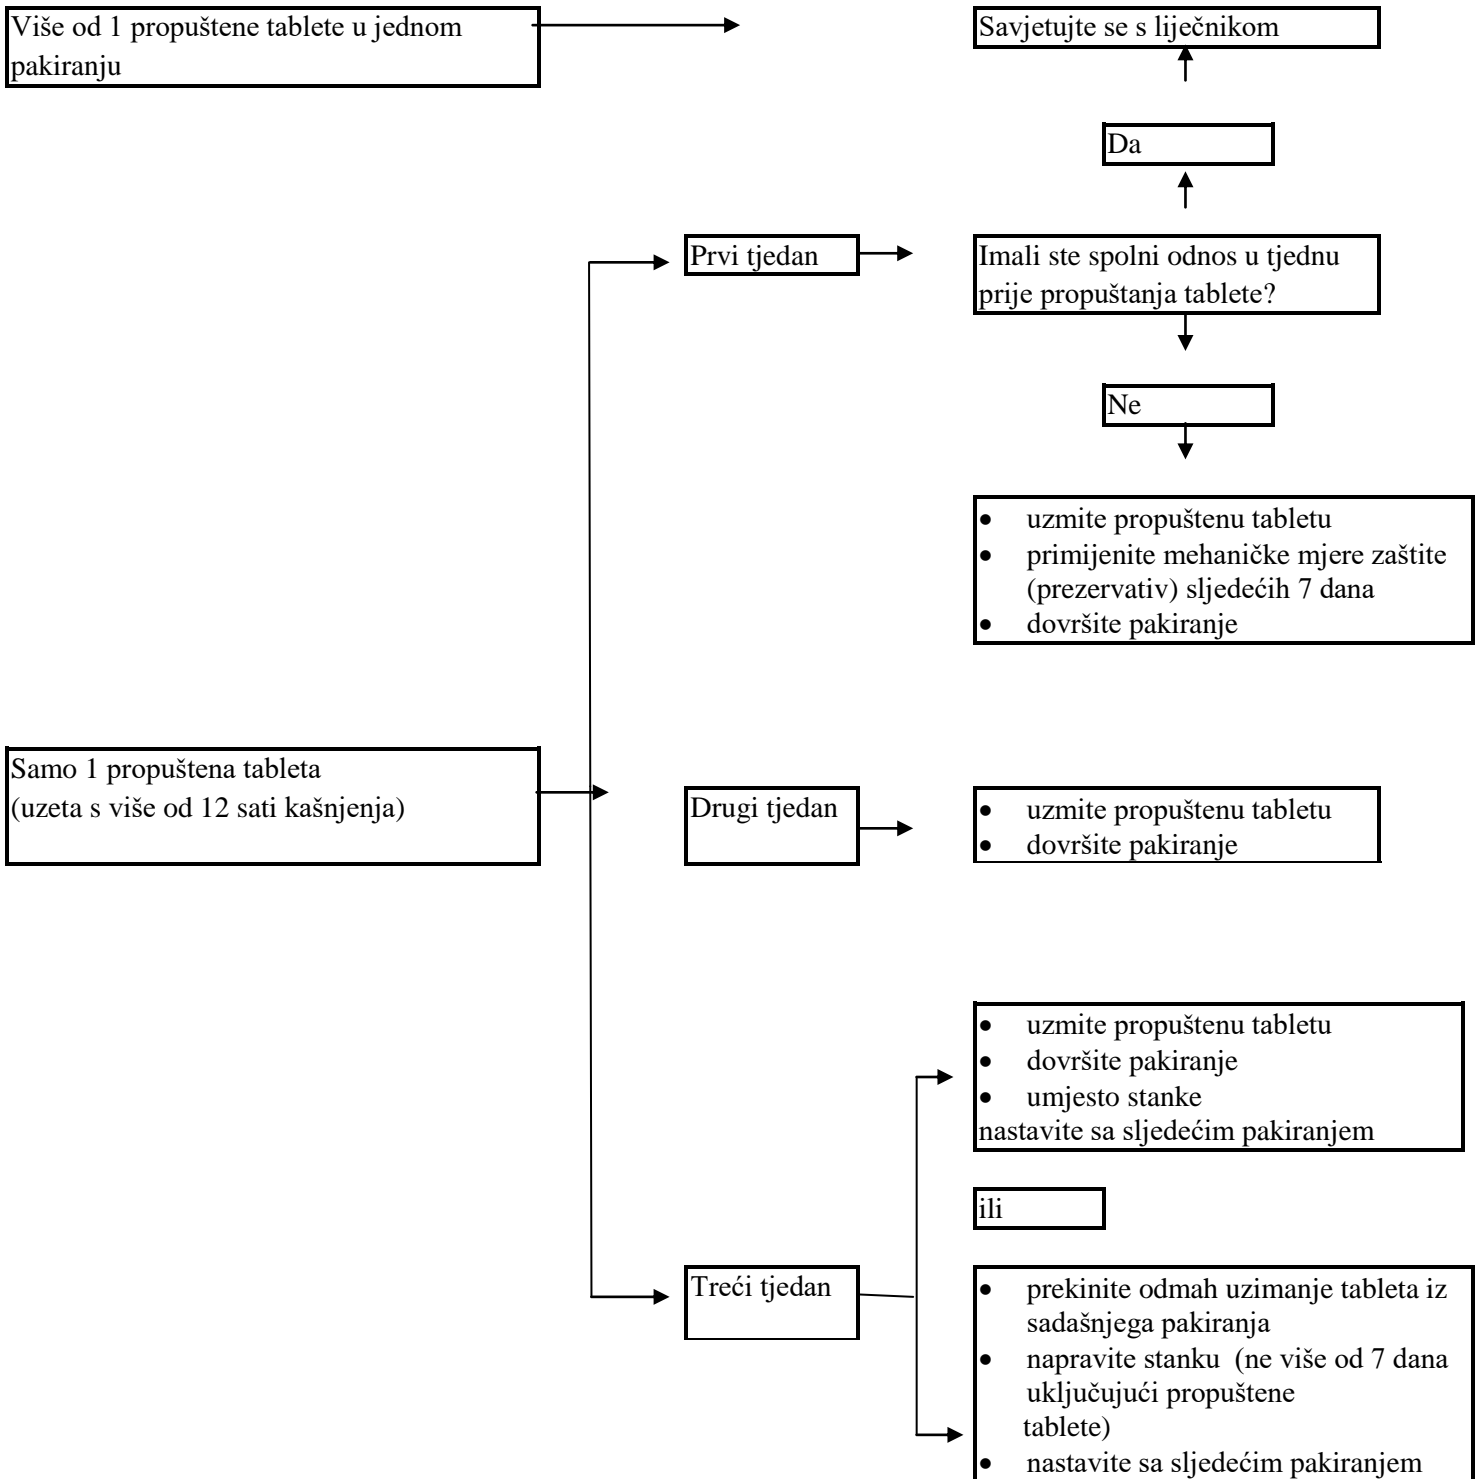 Više od 1 propuštene tablete u jednom
pakiranju
Savjetujte se s liječnikom
Da
Prvi tjedan
Imali ste spolni odnos u tjednu
prije propuštanja tablete?
Ne
• uzmite propuštenu tabletu
• primijenite mehaničke mjere zaštite
(prezervativ) sljedećih 7 dana
• dovršite pakiranje
Samo 1 propuštena tableta
(uzeta s više od 12 sati kašnjenja)
Drugi tjedan
• uzmite propuštenu tabletu
• dovršite pakiranje
• uzmite propuštenu tabletu
• dovršite pakiranje
• umjesto stanke
nastavite sa sljedećim pakiranjem
ili
Treći tjedan
• prekinite odmah uzimanje tableta iz
sadašnjega pakiranja
• napravite stanku (ne više od 7 dana
uključujući propuštene
tablete)
• nastavite sa sljedećim pakiranjem